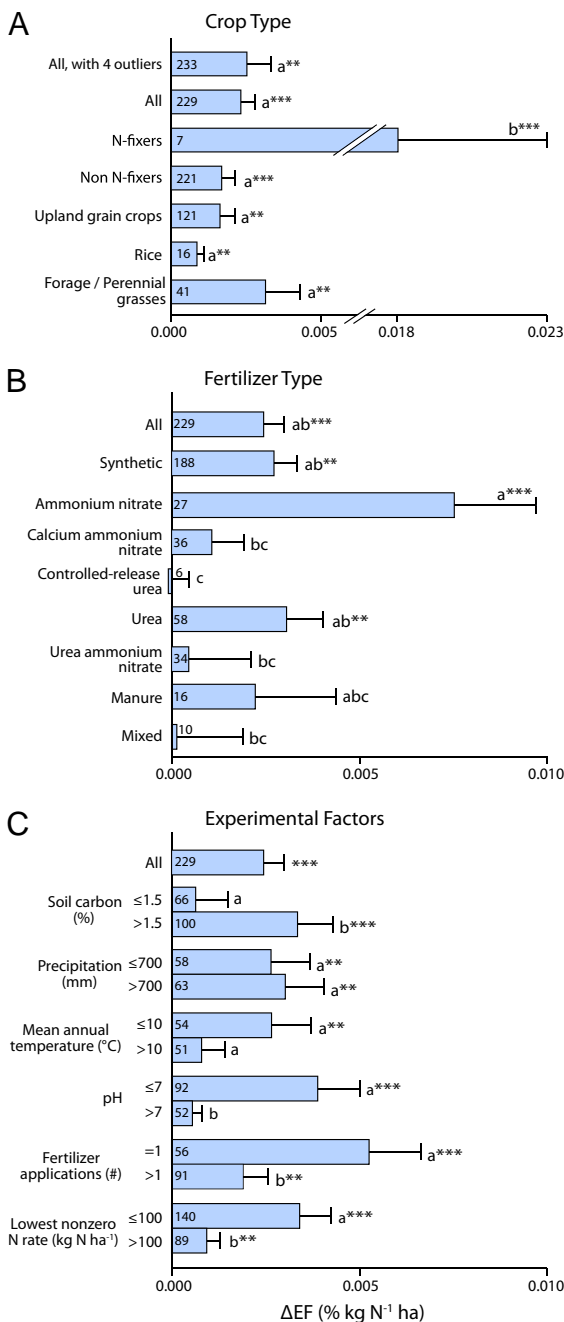 A
Crop Type
All, with 4 outliers 233 a**
All 229 a***
N-fixers 7 b***
Non N-fixers 221 a***
Upland grain crops 121 a**
Rice 16 a**
Forage / Perennial
grasses 41 a**
0.000 0.005 0.018 0.023
B
Fertilizer Type
All 229 ab***
Synthetic 188 ab**
Ammonium nitrate 27 a***
Calcium ammonium
nitrate 36 bc
Controlled-release
urea 6 c
Urea 58 ab**
Urea ammonium
nitrate 34 bc
Manure 16 abc
Mixed 10 bc
0.000 0.005 0.010
C
Experimental Factors
All 229 ***
Soil carbon
(%)
≤1.5 66 a
>1.5 100 b***
Precipitation
(mm)
≤700 58 a**
>700 63 a**
Mean annual
temperature (°C)
≤10 54 a**
>10 51 a
pH
≤7 92 a***
>7 52 b
Fertilizer
applications (#)
=1 56 a***
>1 91 b**
Lowest nonzero
N rate (kg N ha⁻¹)
≤100 140 a***
>100 89 b**
0.000 0.005 0.010
ΔEF (% kg N⁻¹ ha)